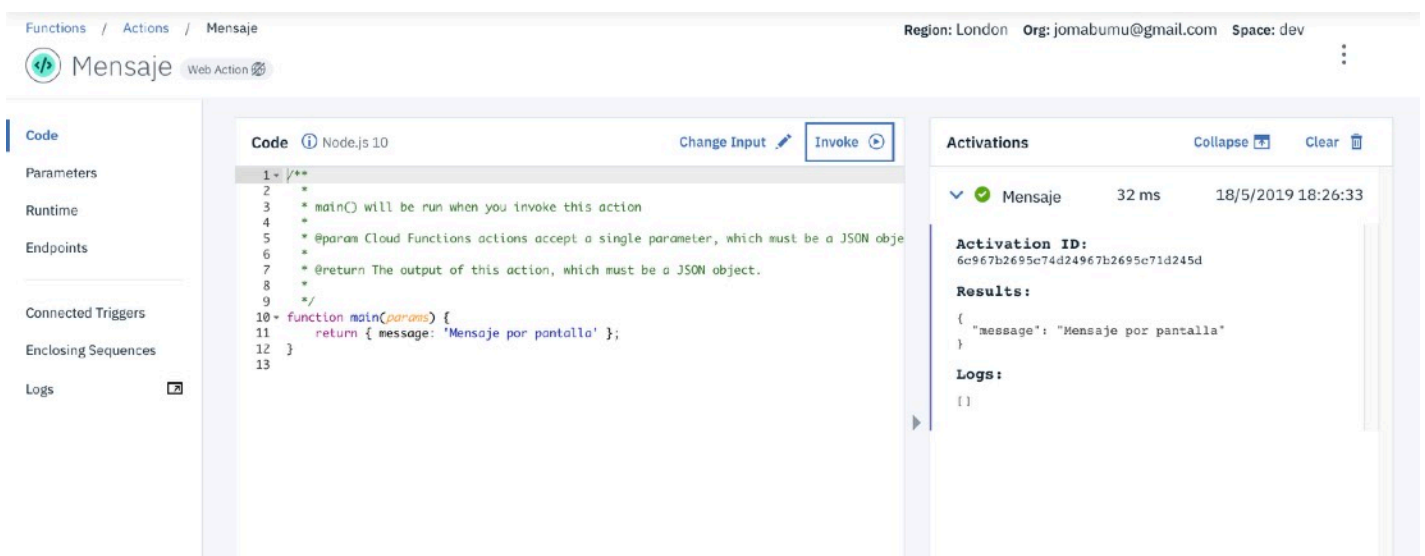 Functions / Actions / Mensaje
Region: London Org: jomabumu@gmail.com Space: dev
Mensaje Web Action
Code
Parameters
Runtime
Endpoints
Connected Triggers
Enclosing Sequences
Logs
Code Node.js 10 Change Input Invoke
1 /**
2 *
3 * main() will be run when you invoke this action
4 *
5 * @param Cloud Functions actions accept a single parameter, which must be a JSON obje
6 *
7 * @return The output of this action, which must be a JSON object.
8 *
9 */
10 function main(params) {
11 return { message: 'Mensaje por pantalla' };
12 }
13
Activations Collapse Clear
Mensaje 32 ms 18/5/2019 18:26:33
Activation ID:
6c967b2695c74d24967b2695c71d245d
Results:
{
"message": "Mensaje por pantalla"
}
Logs:
[]